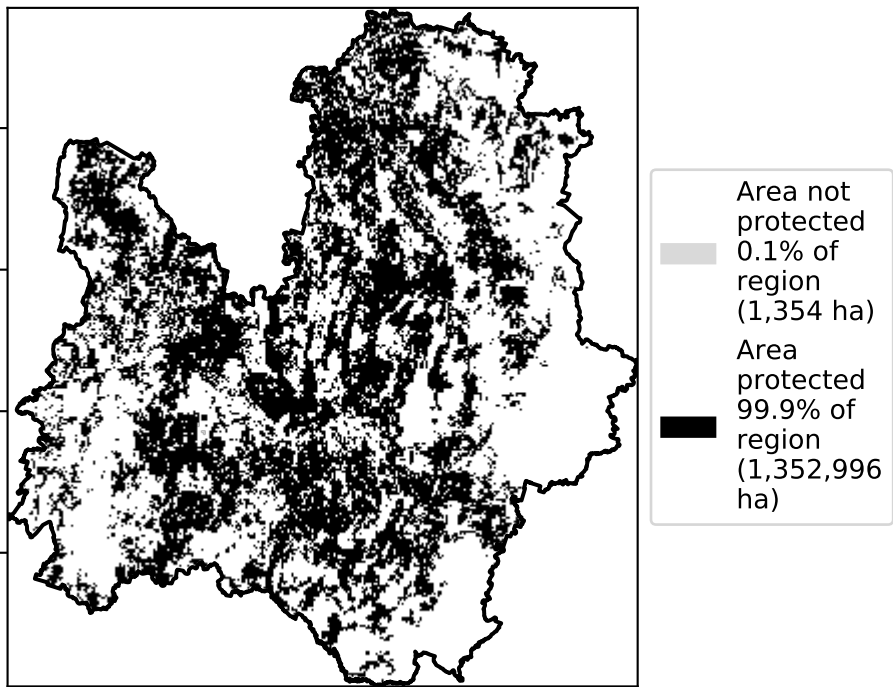 Area not
protected
0.1% of
region
(1,354 ha)
Area
protected
99.9% of
region
(1,352,996
ha)